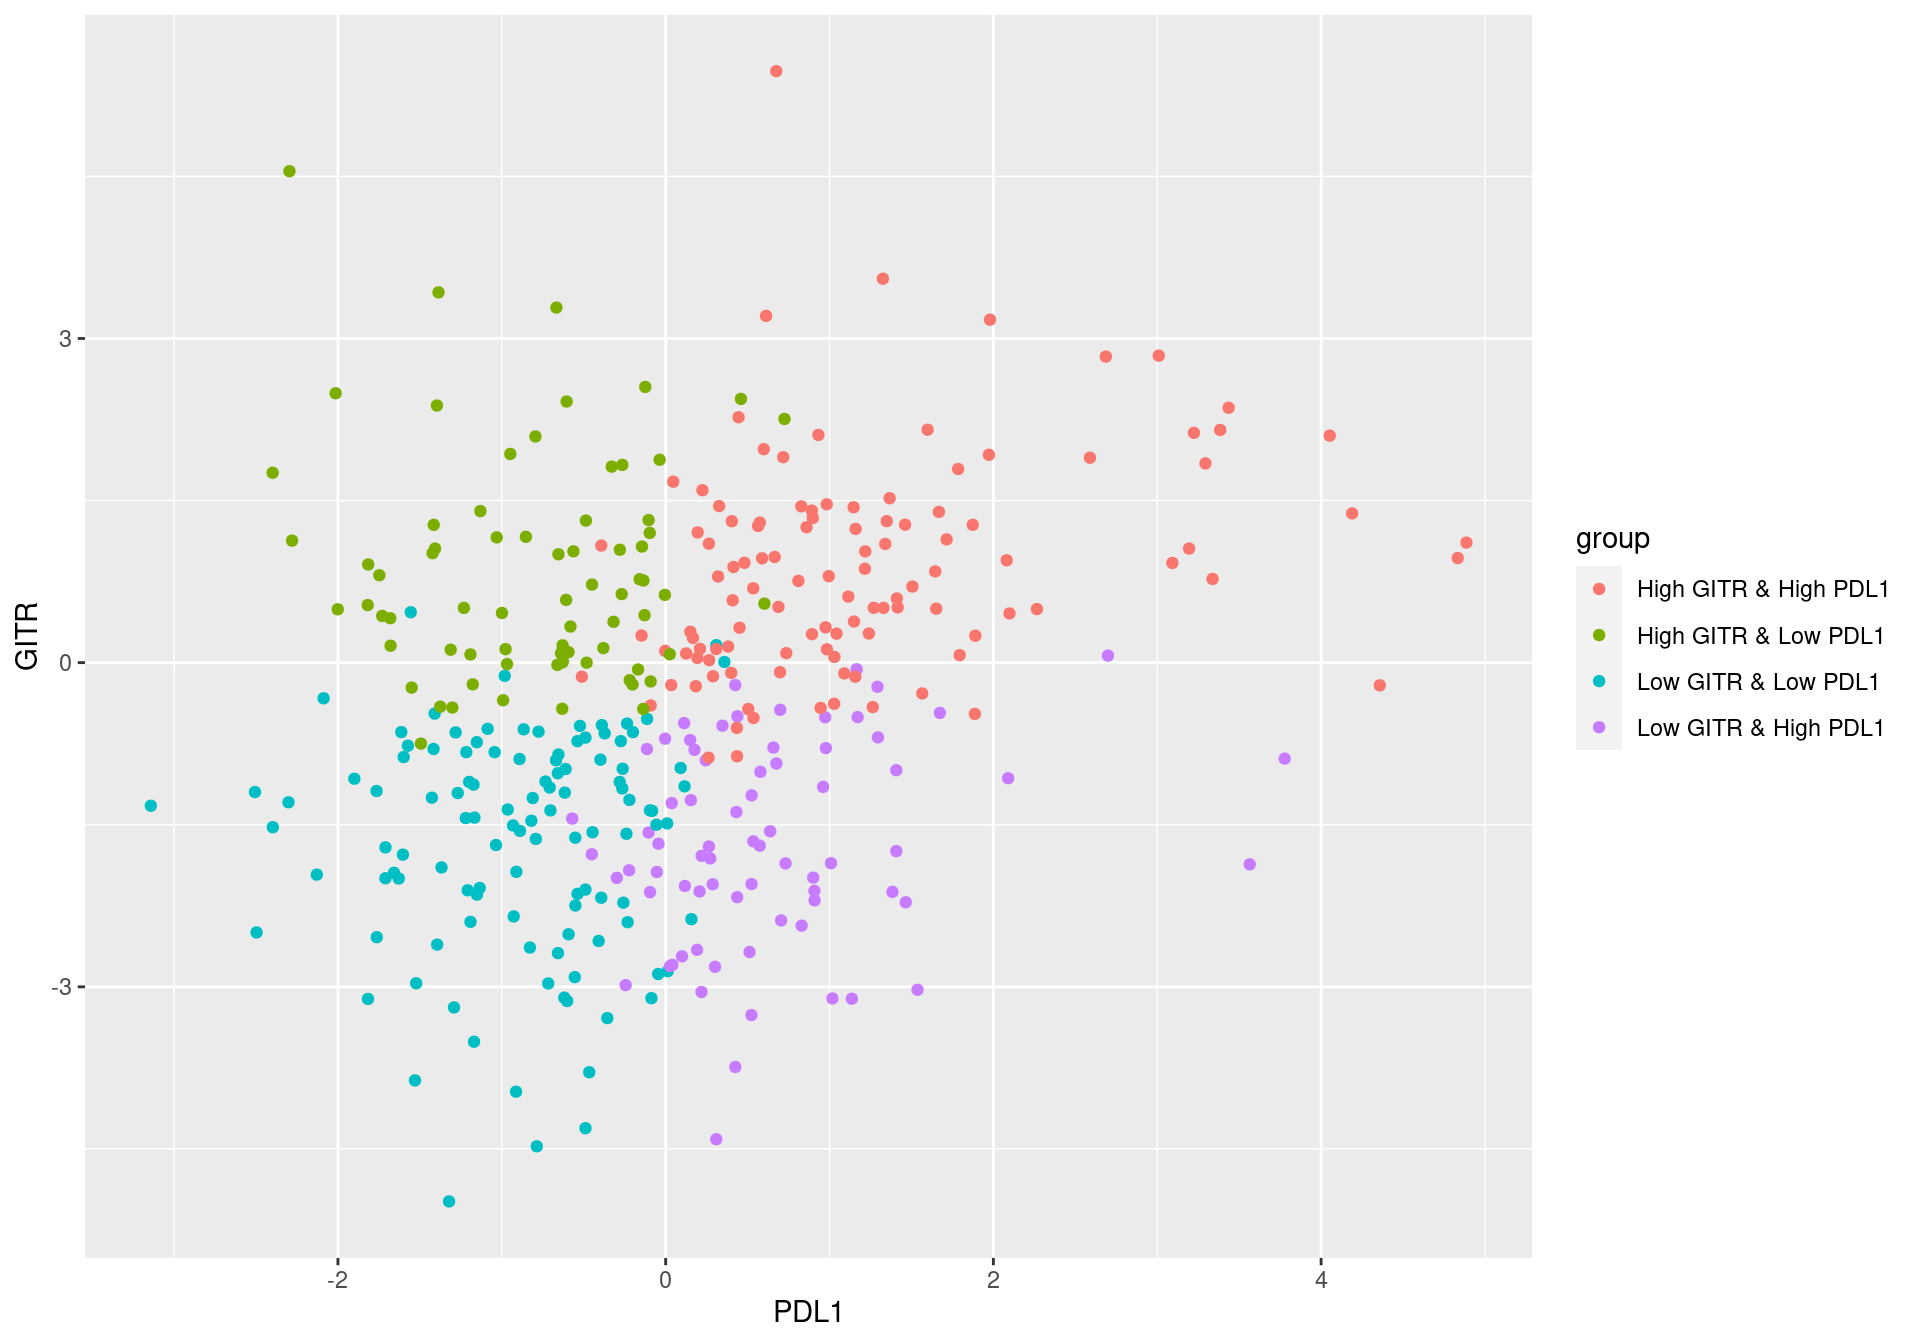 3
0
-3
GITR
-2
0
2
4
PDL1
group
High GITR & High PDL1
High GITR & Low PDL1
Low GITR & Low PDL1
Low GITR & High PDL1